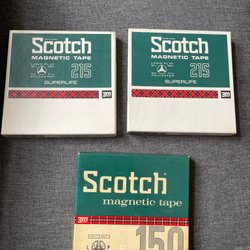 Scotch
MAGNETIC TAPE
215
SUPERLIFE
3M
Scotch
MAGNETIC TAPE
215
SUPERLIFE
3M
3M
Scotch
magnetic tape
150